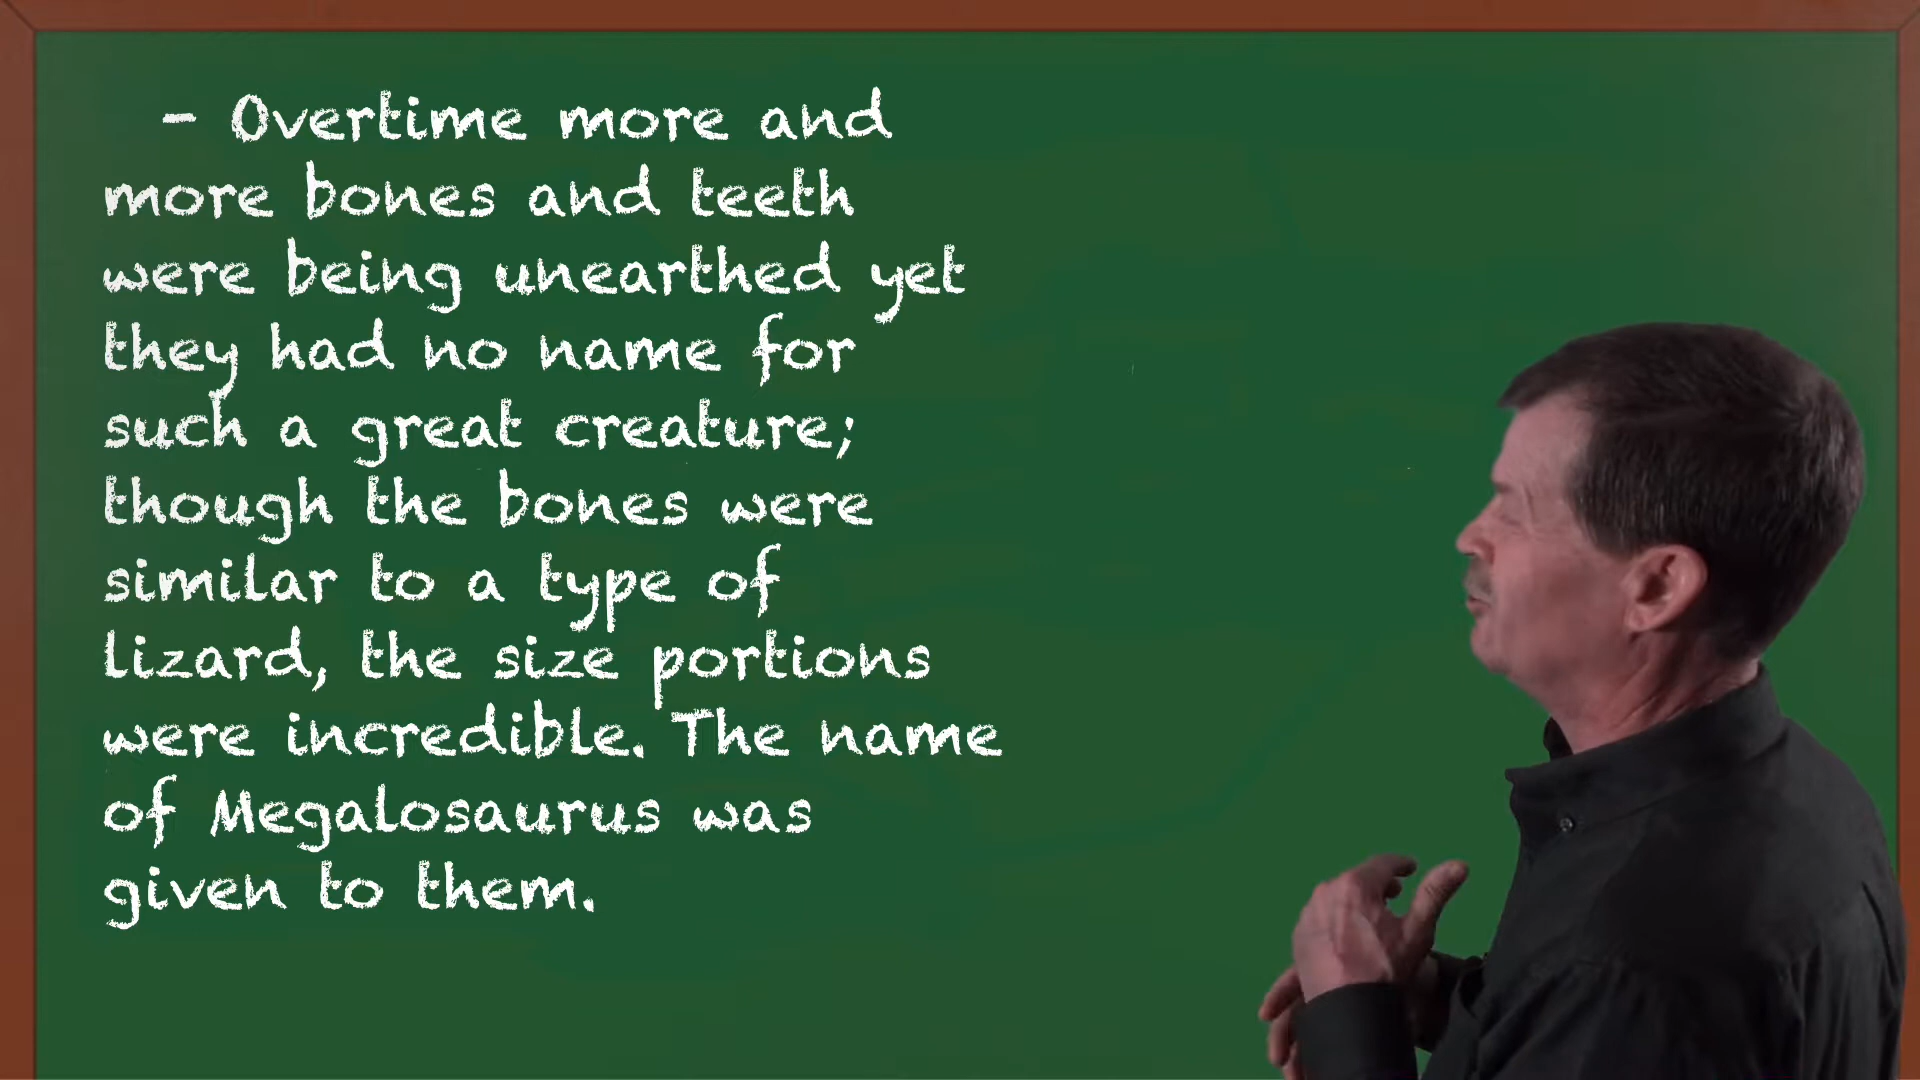 - Overtime more and
more bones and teeth
were being unearthed yet
they had no name for
such a great creature;
though the bones were
similar to a type of
lizard, the size portions
were incredible. The name
of Megalosaurus was
given to them.